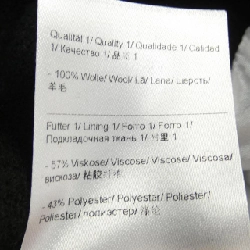 Qualität 1/ Quality 1/ Qualidade 1/ Calidad
1/ Качество 1/ 品质 1
- 100% Wolle/ Wool/ Lã/ Lana/ Шерсть/
羊毛
Futter 1/ Lining 1/ Forro 1/ Forro 1/
Подкладочная ткань 1/ 衬里 1
- 57% Viskose/ Viscose/ Viscose/ Viscosa/
вискоза/ 粘胶纤维
- 43% Polyester/ Polyester/ Poliéster/
Poliester/ полиэстер/ 涤纶